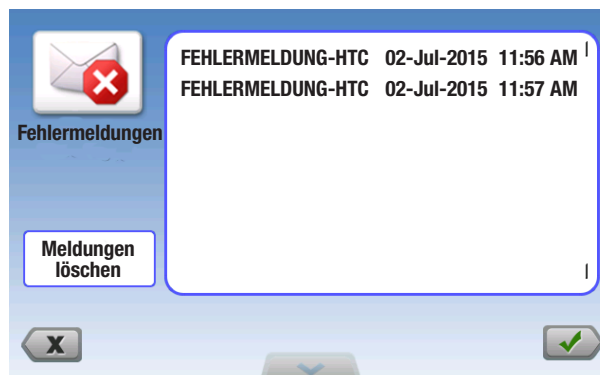 FEHLERMELDUNG-HTC 02-Jul-2015 11:56 AM
FEHLERMELDUNG-HTC 02-Jul-2015 11:57 AM
Fehlermeldungen
Meldungen
löschen
X